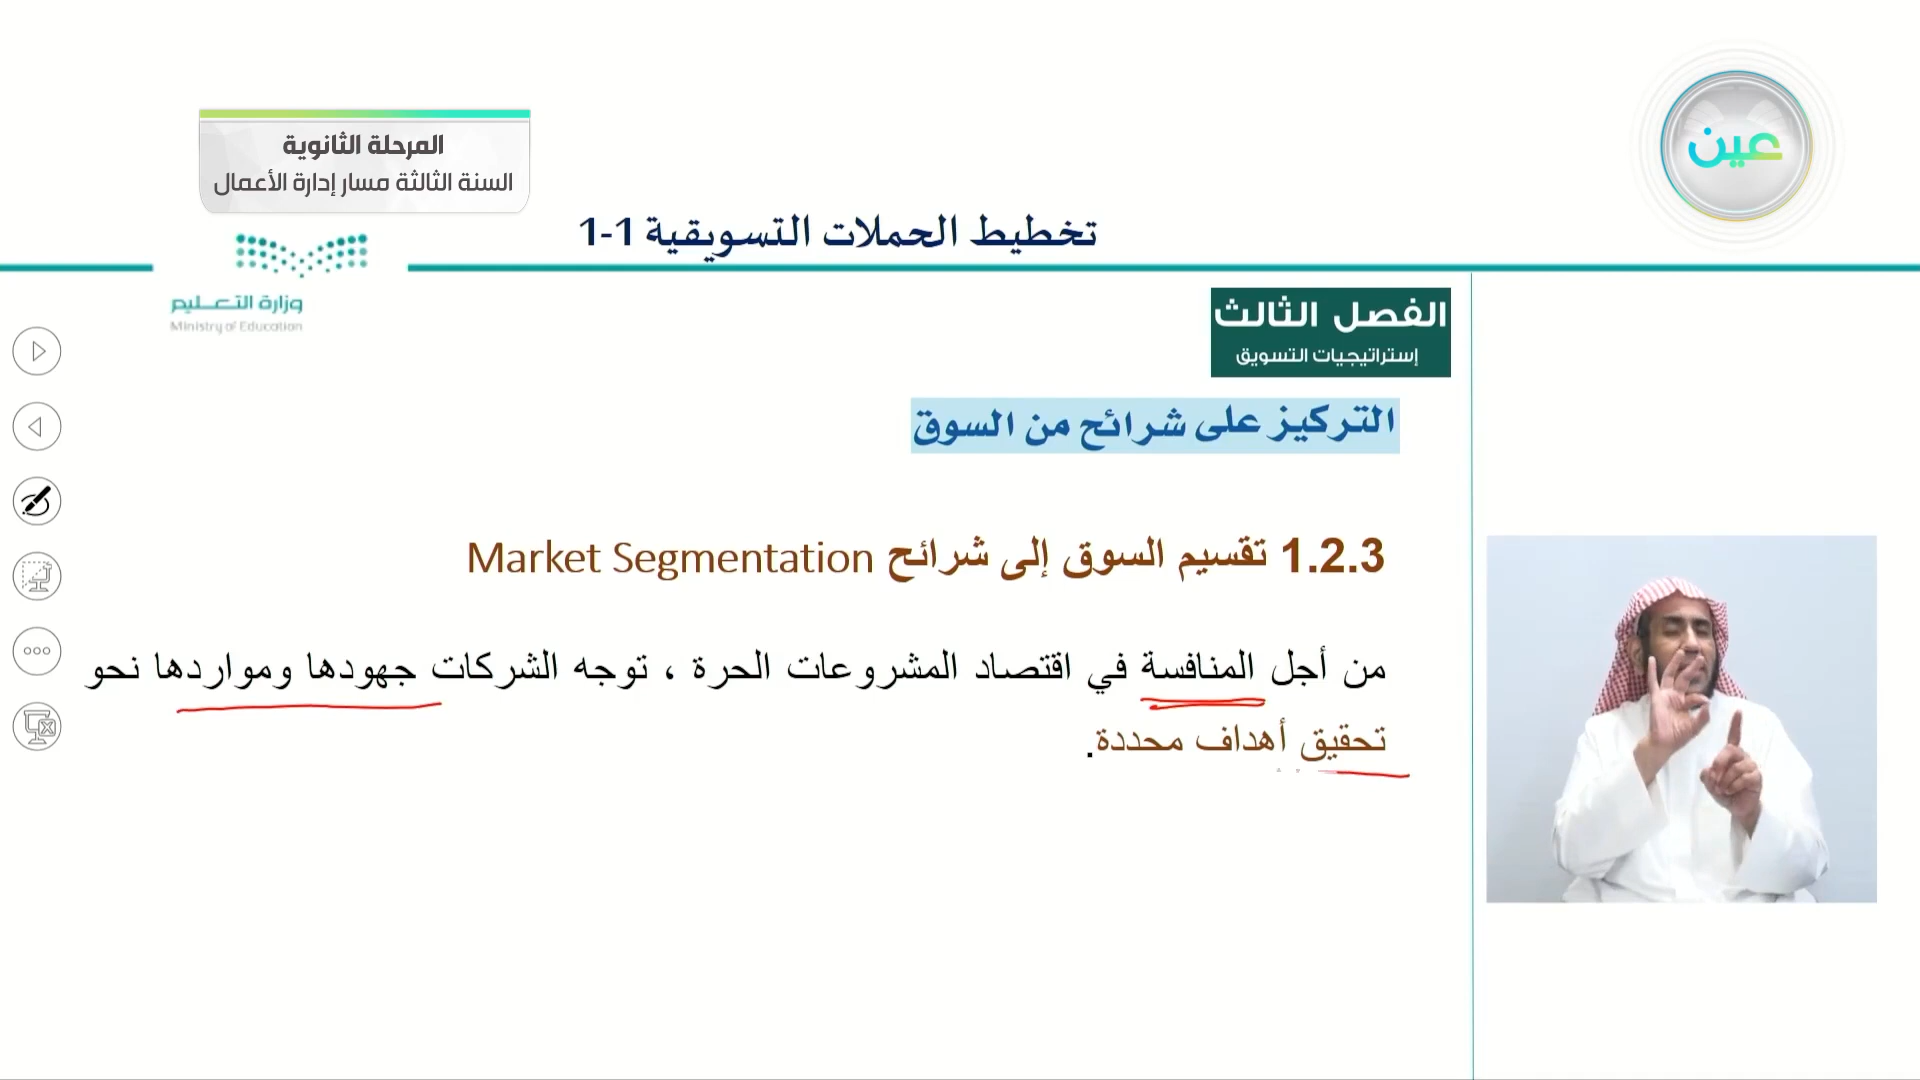 المرحلة الثانوية
السنة الثالثة مسار إدارة الأعمال
عين
تخطيط الحملات التسويقية 1-1
وزارة التعـــليم
Ministry of Education
الفصل الثالث
إستراتيجيات التسويق
التركيز على شرائح من السوق
1.2.3 تقسيم السوق إلى شرائح Market Segmentation
من أجل المنافسة في اقتصاد المشروعات الحرة ، توجه الشركات جهودها ومواردها نحو
تحقيق أهداف محددة.